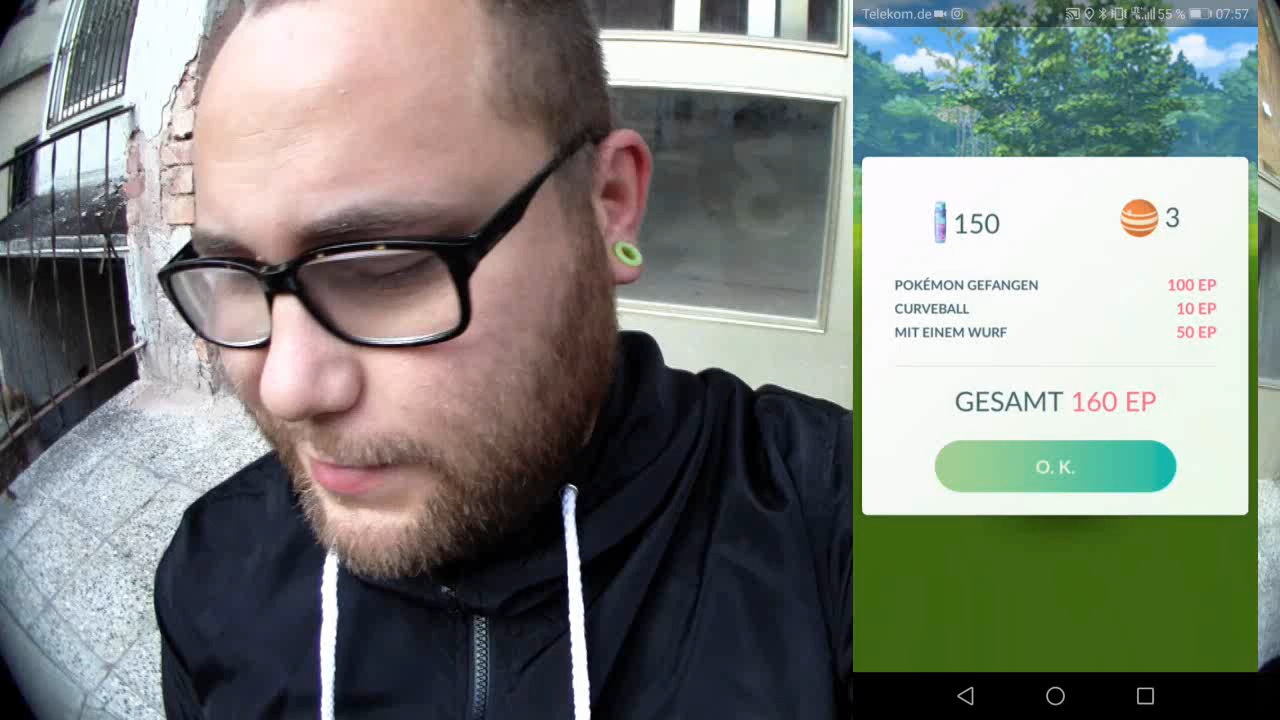 Telekom.de 55 % 07:57
150 3
POKÉMON GEFANGEN 100 EP
CURVEBALL 10 EP
MIT EINEM WURF 50 EP
GESAMT 160 EP
O. K.